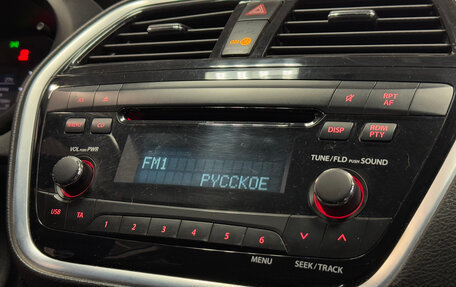 RPT
AF
CD
DISP
RDM
PTY
VOL PUSH PWR
TUNE/FLD PUSH SOUND
FM1
РУССКОЕ
USB
TA
1 2 3 4 5 6
MENU
SEEK/TRACK